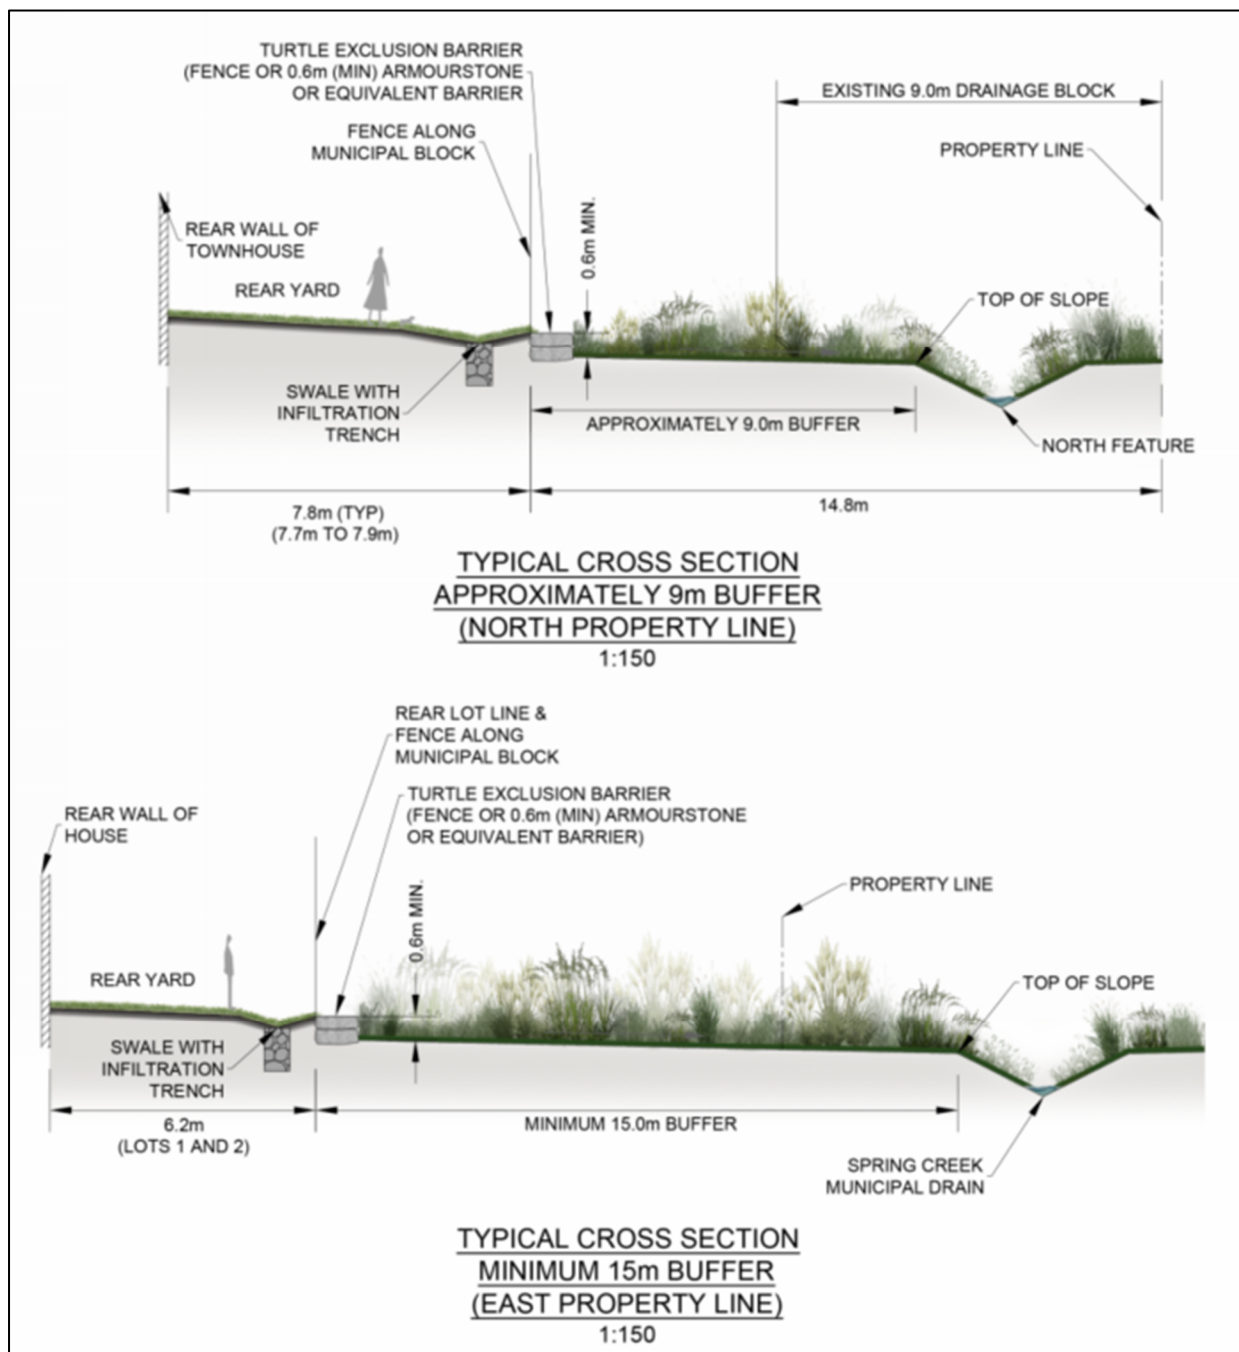 TURTLE EXCLUSION BARRIER
(FENCE OR 0.6m (MIN) ARMOURSTONE
OR EQUIVALENT BARRIER
FENCE ALONG
MUNICIPAL BLOCK
EXISTING 9.0m DRAINAGE BLOCK
PROPERTY LINE
REAR WALL OF
TOWNHOUSE
0.6m MIN.
REAR YARD
TOP OF SLOPE
SWALE WITH
INFILTRATION
TRENCH
APPROXIMATELY 9.0m BUFFER
NORTH FEATURE
7.8m (TYP)
(7.7m TO 7.9m)
14.8m
TYPICAL CROSS SECTION
APPROXIMATELY 9m BUFFER
(NORTH PROPERTY LINE)
1:150
REAR LOT LINE &
FENCE ALONG
MUNICIPAL BLOCK
TURTLE EXCLUSION BARRIER
(FENCE OR 0.6m (MIN) ARMOURSTONE
OR EQUIVALENT BARRIER)
REAR WALL OF
HOUSE
0.6m MIN.
PROPERTY LINE
REAR YARD
TOP OF SLOPE
SWALE WITH
INFILTRATION
TRENCH
6.2m
(LOTS 1 AND 2)
MINIMUM 15.0m BUFFER
SPRING CREEK
MUNICIPAL DRAIN
TYPICAL CROSS SECTION
MINIMUM 15m BUFFER
(EAST PROPERTY LINE)
1:150